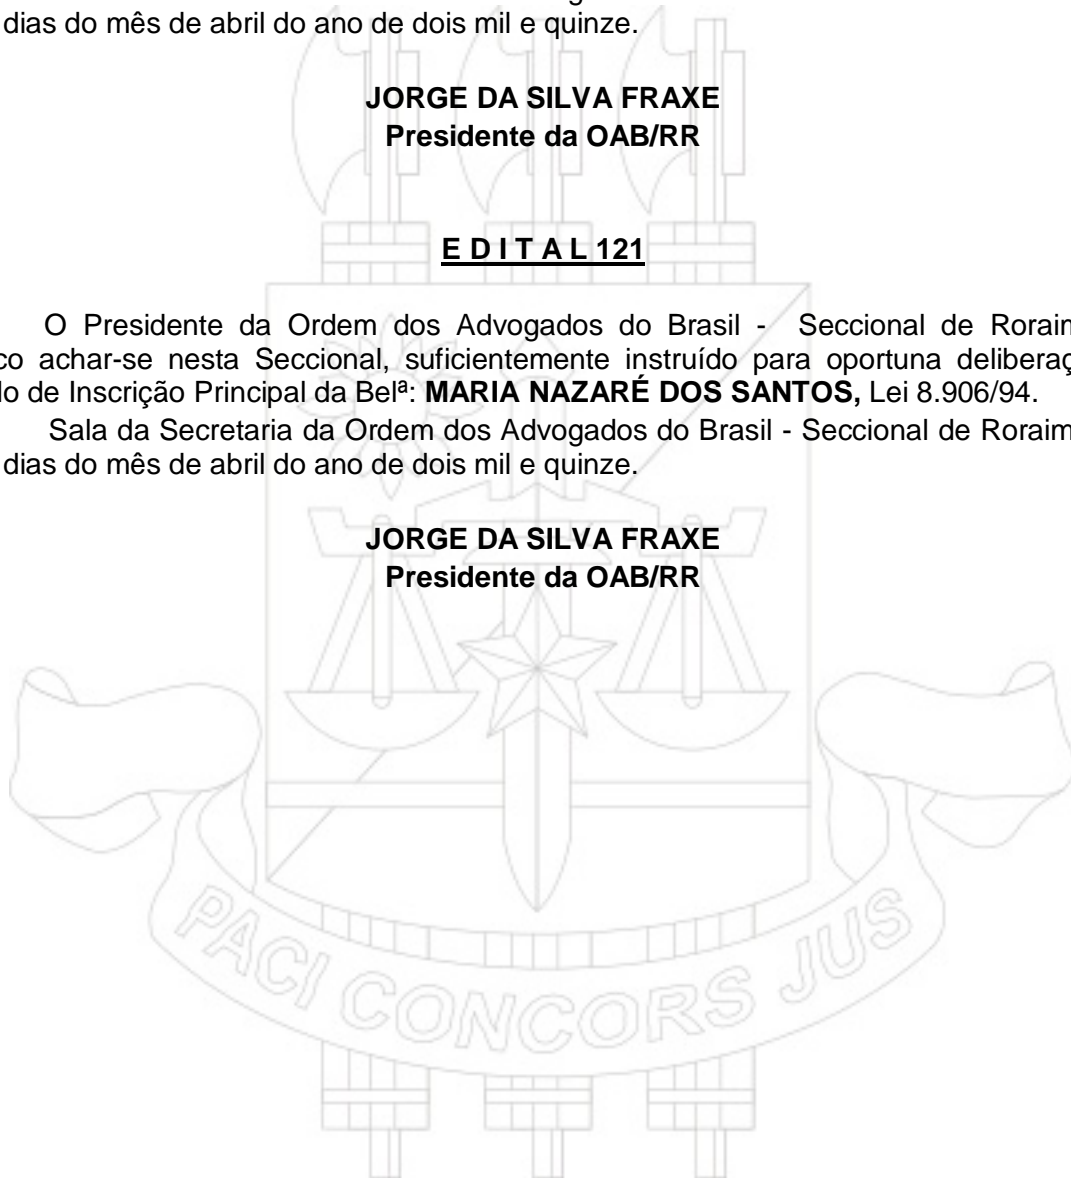 dias do mês de abril do ano de dois mil e quinze.
JORGE DA SILVA FRAXE
Presidente da OAB/RR
E D I T A L 121
O Presidente da Ordem dos Advogados do Brasil - Seccional de Rorain
co achar-se nesta Seccional, suficientemente instruído para oportuna deliberaç
do de Inscrição Principal da Belª: MARIA NAZARÉ DOS SANTOS, Lei 8.906/94.
Sala da Secretaria da Ordem dos Advogados do Brasil - Seccional de Roraim
dias do mês de abril do ano de dois mil e quinze.
JORGE DA SILVA FRAXE
Presidente da OAB/RR
PACI CONCORS JUS